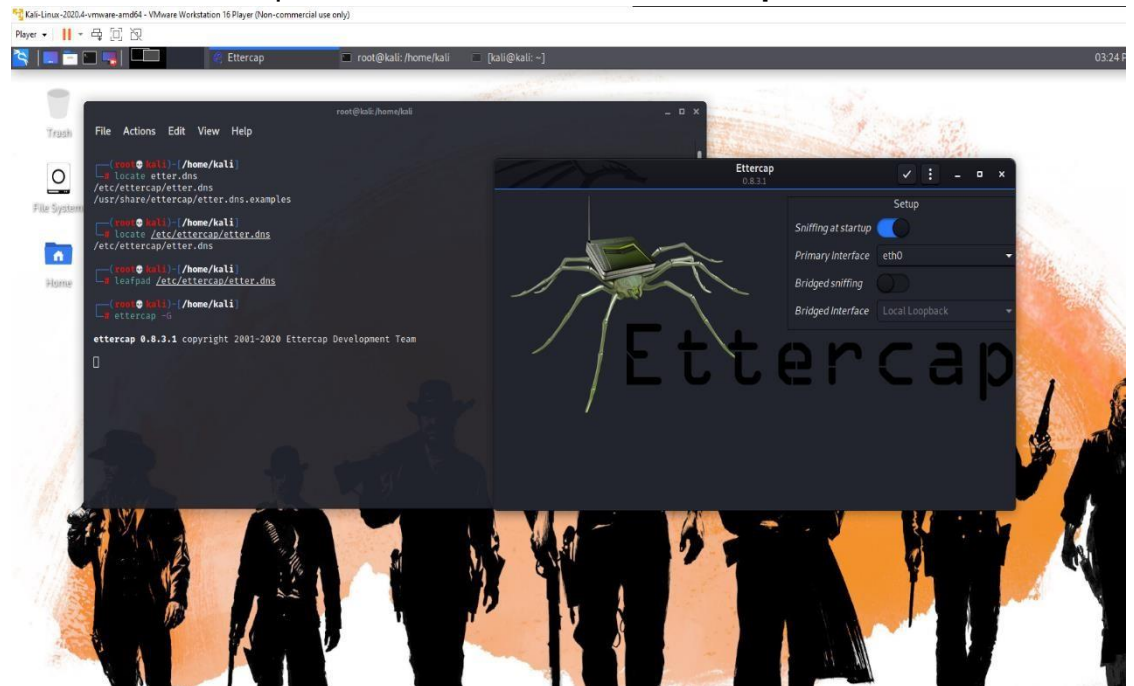 Kali-Linux-2020.4-vmware-amd64 - VMware Workstation 16 Player (Non-commercial use only)
Player
Ettercap
root@kali: /home/kali
[kali@kali: ~]
03:24 P
Trash
File System
Home
root@kali:/home/kali
File Actions Edit View Help
(root💀kali)-[/home/kali]
# locate etter.dns
/etc/ettercap/etter.dns
/usr/share/ettercap/etter.dns.examples
(root💀kali)-[/home/kali]
# locate /etc/ettercap/etter.dns
/etc/ettercap/etter.dns
(root💀kali)-[/home/kali]
# leafpad /etc/ettercap/etter.dns
(root💀kali)-[/home/kali]
# ettercap -G
ettercap 0.8.3.1 copyright 2001-2020 Ettercap Development Team
Ettercap
0.8.3.1
Setup
Sniffing at startup
Primary Interface eth0
Bridged sniffing
Bridged Interface Local Loopback
Ettercap